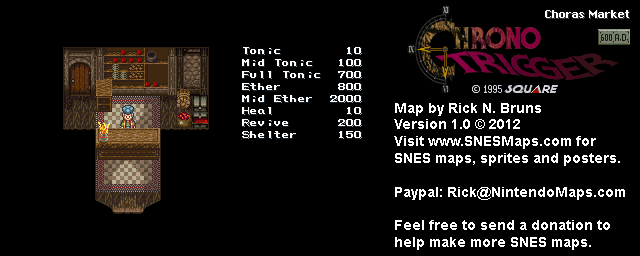 Choras Market
600 A.D.
CHRONO
TRIGGER
© 1995 SQUARE
Tonic 10
Mid Tonic 100
Full Tonic 700
Ether 800
Mid Ether 2000
Heal 10
Revive 200
Shelter 150
Map by Rick N. Bruns
Version 1.0 © 2012
Visit www.SNESMaps.com for
SNES maps, sprites and posters.
Paypal: Rick@NintendoMaps.com
Feel free to send a donation to
help make more SNES maps.